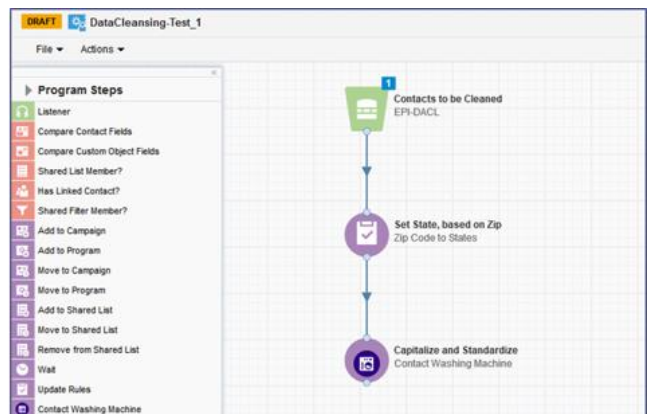 DRAFT DataCleansing-Test_1
File Actions
Program Steps
Listener
Compare Contact Fields
Compare Custom Object Fields
Shared List Member?
Has Linked Contact?
Shared Filter Member?
Add to Campaign
Add to Program
Move to Campaign
Move to Program
Add to Shared List
Move to Shared List
Remove from Shared List
Wait
Update Rules
Contact Washing Machine
1
Contacts to be Cleaned
EPI-DACL
Set State, based on Zip
Zip Code to States
Capitalize and Standardize
Contact Washing Machine